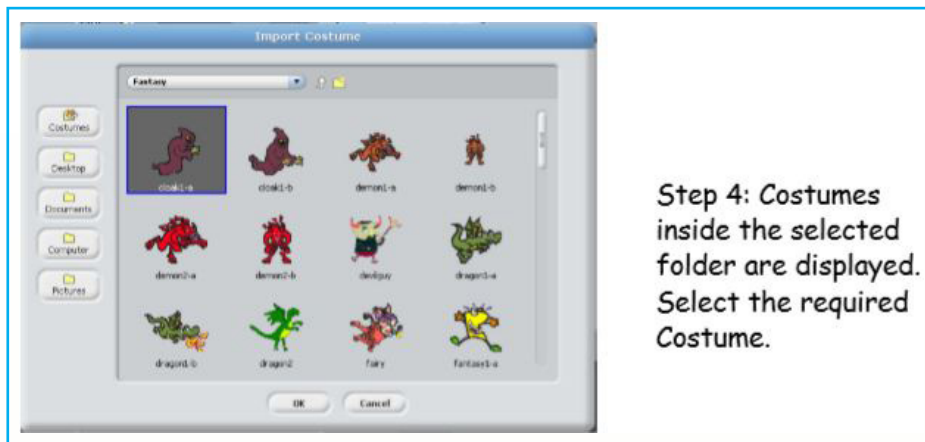 Import Costume
Fantasy
Costumes
Desktop
Documents
Computer
Pictures
cloak1-a
cloak1-b
demon1-a
demon1-b
demon2-a
demon2-b
devilguy
dragon1-a
dragon1-b
dragon2
fairy
fantasy1-a
OK
Cancel
Step 4: Costumes
inside the selected
folder are displayed.
Select the required
Costume.